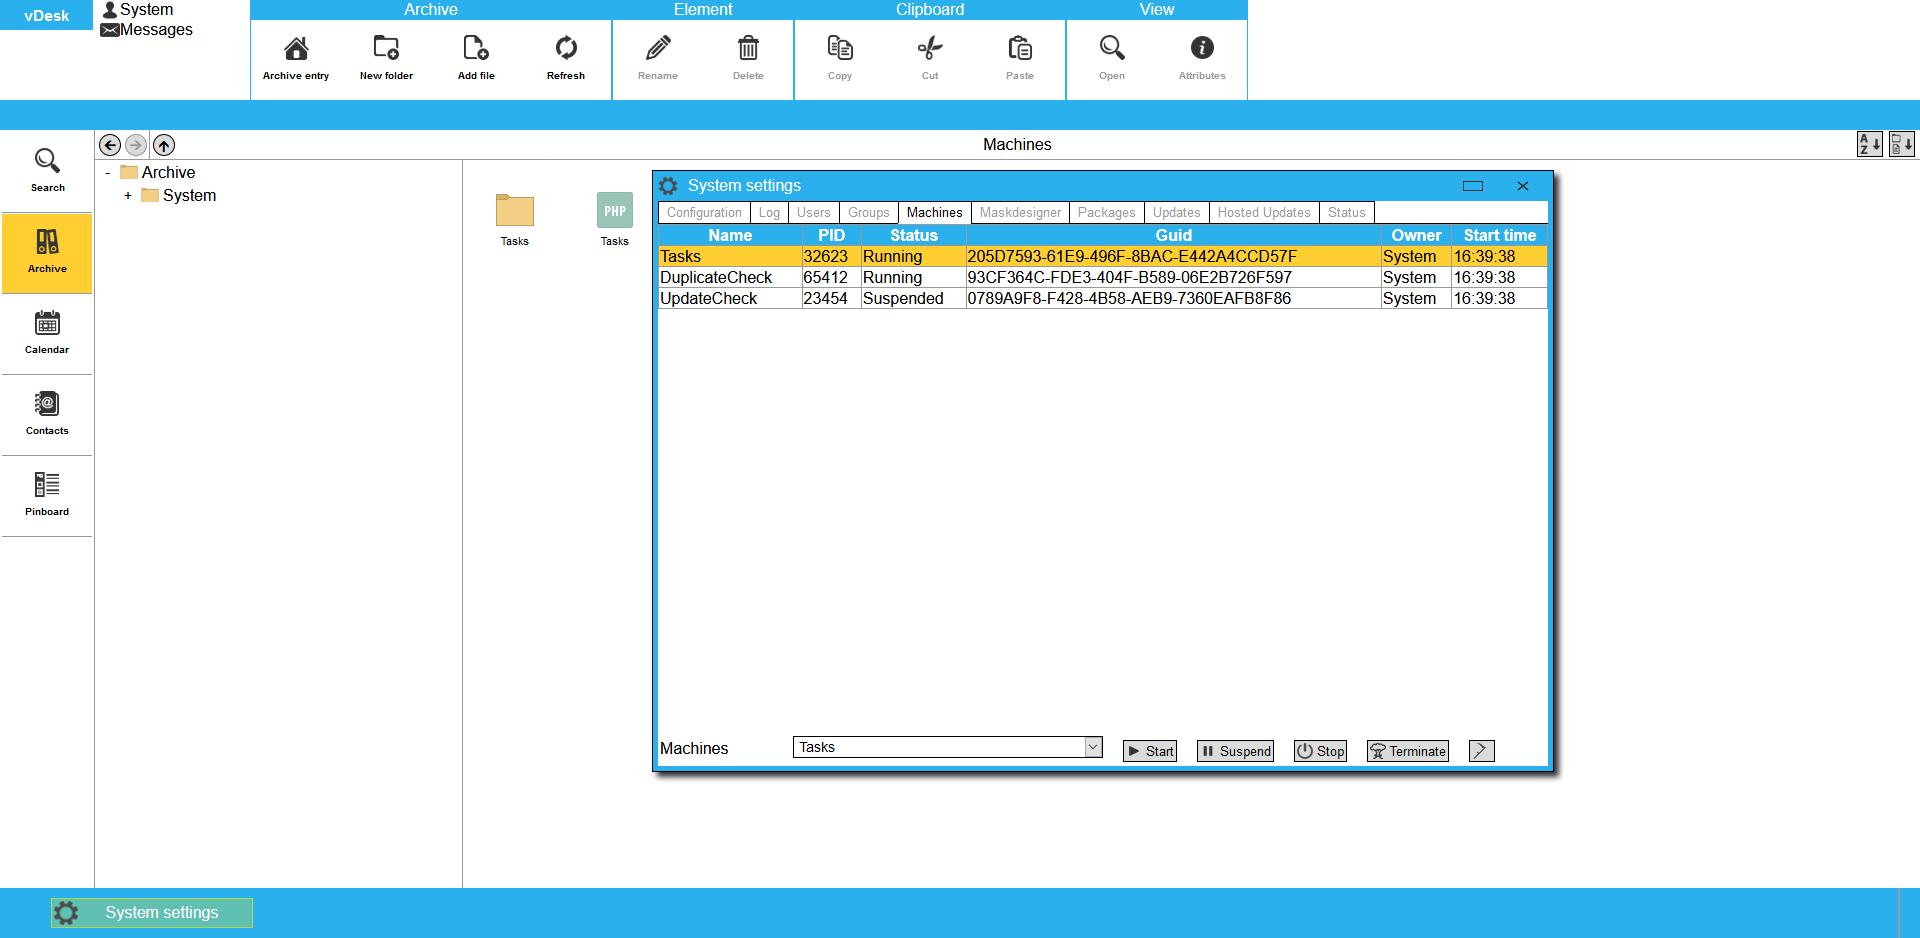 vDesk
System
Messages
Archive
Element
Clipboard
View
Archive entry
New folder
Add file
Refresh
Rename
Delete
Copy
Cut
Paste
Open
Attributes
Machines
A
Z
Search
Archive
Calendar
Contacts
Pinboard
- Archive
+ System
Tasks
PHP
Tasks
System settings
Configuration Log Users Groups Machines Maskdesigner Packages Updates Hosted Updates Status
Name PID Status Guid Owner Start time
Tasks 32623 Running 205D7593-61E9-496F-8BAC-E442A4CCD57F System 16:39:38
DuplicateCheck 65412 Running 93CF364C-FDE3-404F-B589-06E2B726F597 System 16:39:38
UpdateCheck 23454 Suspended 0789A9F8-F428-4B58-AEB9-7360EAFB8F86 System 16:39:38
Machines Tasks Start Suspend Stop Terminate
System settings